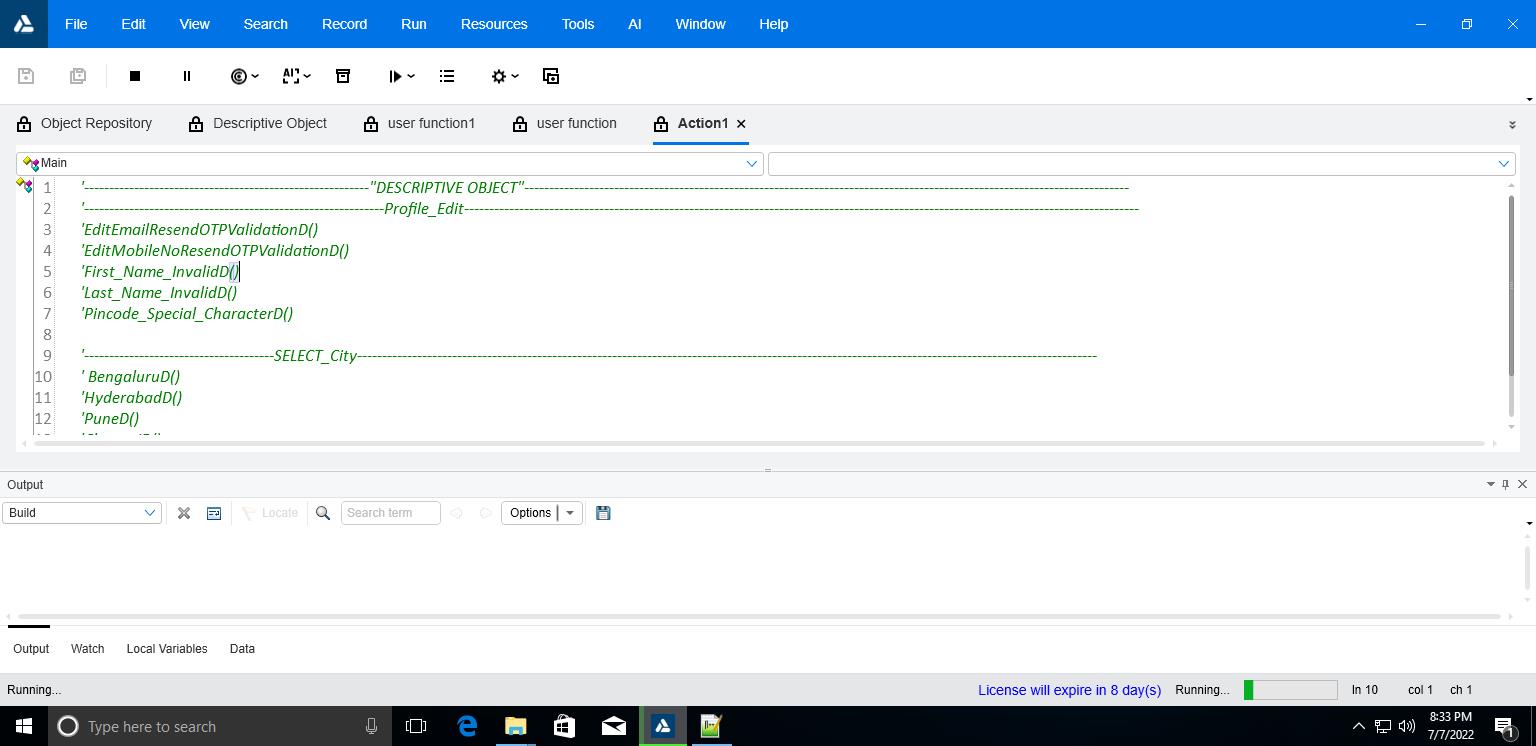 File Edit View Search Record Run Resources Tools AI Window Help
Object Repository Descriptive Object user function1 user function Action1
Main
1 '---------------------------------------------------------"DESCRIPTIVE OBJECT"-------------------------------------------------------------------------------------------------------------------------
2 '------------------------------------------------------------Profile_Edit---------------------------------------------------------------------------------------------------------------------------------------
3 'EditEmailResendOTPValidationD()
4 'EditMobileNoResendOTPValidationD()
5 'First_Name_InvalidD()
6 'Last_Name_InvalidD()
7 'Pincode_Special_CharacterD()
8
9 '--------------------------------------SELECT_City----------------------------------------------------------------------------------------------------------------------------------------------------
10 ' BengaluruD()
11 'HyderabadD()
12 'PuneD()
Output
Build Locate Search term Options
Output Watch Local Variables Data
Running... License will expire in 8 day(s) Running... ln 10 col 1 ch 1
Type here to search 8:33 PM
7/7/2022 1